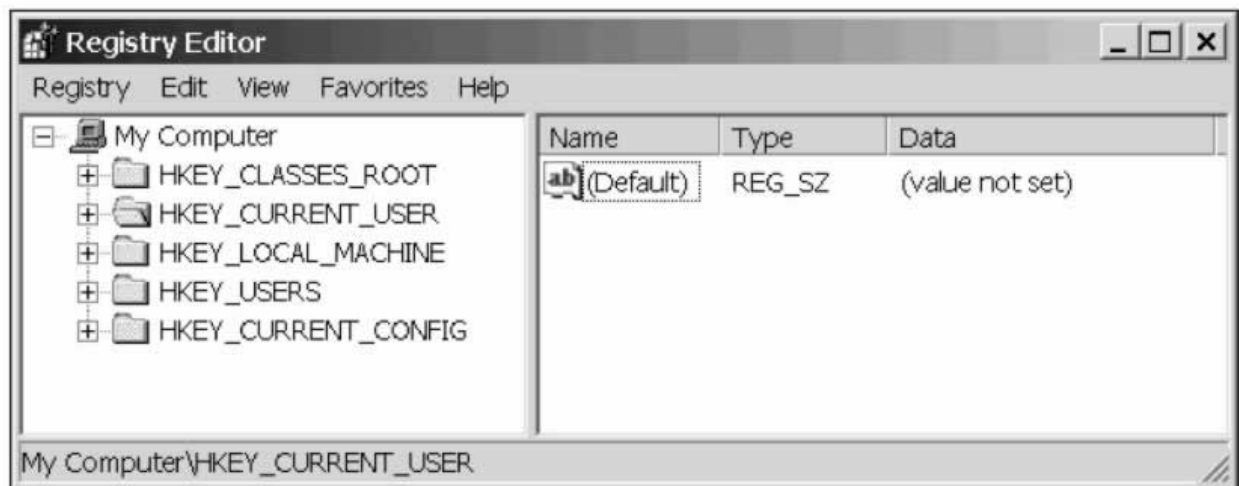 Registry Editor
Registry Edit View Favorites Help
My Computer
HKEY_CLASSES_ROOT
HKEY_CURRENT_USER
HKEY_LOCAL_MACHINE
HKEY_USERS
HKEY_CURRENT_CONFIG
Name Type Data
ab (Default) REG_SZ (value not set)
My Computer\HKEY_CURRENT_USER